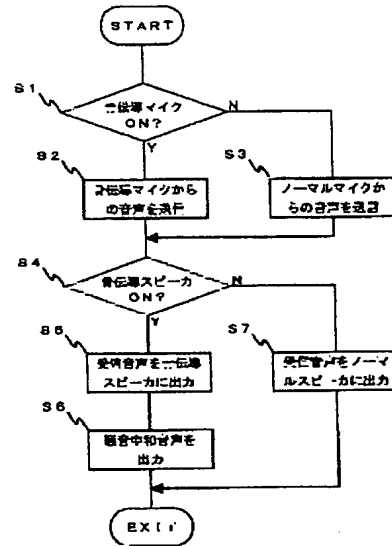 START
S1
骨伝導マイク
ON?
N
Y
S2
骨伝導マイクから
の音声を送信
S3
ノーマルマイクか
らの音声を送信
S4
骨伝導スピーカ
ON?
N
Y
S5
受信音声を骨伝導
スピーカに出力
S7
受信音声をノーマ
ルスピーカに出力
S6
騒音中和音声を
出力
EXIT